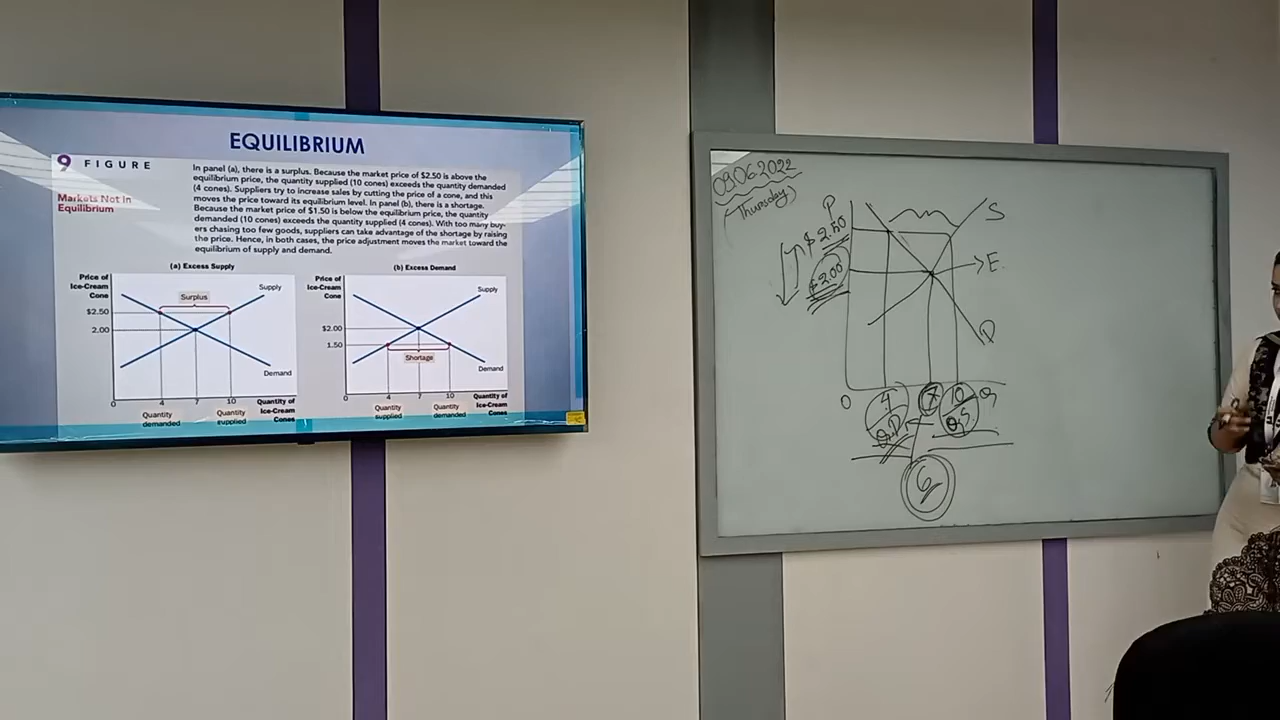 EQUILIBRIUM
9 FIGURE
Markets Not in
Equilibrium
In panel (a), there is a surplus. Because the market price of $2.50 is above the
equilibrium price, the quantity supplied (10 cones) exceeds the quantity demanded
(4 cones). Suppliers try to increase sales by cutting the price of a cone, and this
moves the price toward its equilibrium level. In panel (b), there is a shortage.
Because the market price of $1.50 is below the equilibrium price, the quantity
demanded (10 cones) exceeds the quantity supplied (4 cones). With too many buy-
ers chasing too few goods, suppliers can take advantage of the shortage by raising
the price. Hence, in both cases, the price adjustment moves the market toward the
equilibrium of supply and demand.
(a) Excess Supply
Price of
Ice-Cream
Cone
Supply
Surplus
$2.50
2.00
Demand
0 4 7 10
Quantity of
Ice-Cream
Cones
Quantity
demanded
Quantity
supplied
(b) Excess Demand
Price of
Ice-Cream
Cone
Supply
$2.00
1.50
Shortage
Demand
0 4 7 10
Quantity of
Ice-Cream
Cones
Quantity
supplied
Quantity
demanded
09.06.2022
(Thursday)
P
$2.50
$2.00
S
E
D
0 4 7 10 Q
QD QS
6